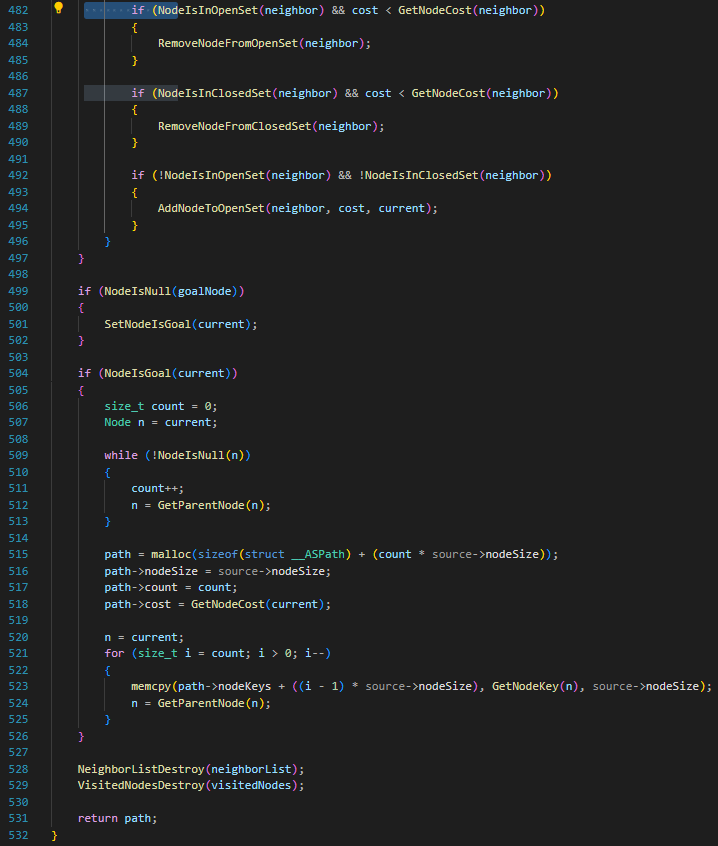 482 if (NodeIsInOpenSet(neighbor) && cost < GetNodeCost(neighbor))
483 {
484 RemoveNodeFromOpenSet(neighbor);
485 }
486
487 if (NodeIsInClosedSet(neighbor) && cost < GetNodeCost(neighbor))
488 {
489 RemoveNodeFromClosedSet(neighbor);
490 }
491
492 if (!NodeIsInOpenSet(neighbor) && !NodeIsInClosedSet(neighbor))
493 {
494 AddNodeToOpenSet(neighbor, cost, current);
495 }
496 }
497 }
498
499 if (NodeIsNull(goalNode))
500 {
501 SetNodeIsGoal(current);
502 }
503
504 if (NodeIsGoal(current))
505 {
506 size_t count = 0;
507 Node n = current;
508
509 while (!NodeIsNull(n))
510 {
511 count++;
512 n = GetParentNode(n);
513 }
514
515 path = malloc(sizeof(struct __ASPath) + (count * source->nodeSize));
516 path->nodeSize = source->nodeSize;
517 path->count = count;
518 path->cost = GetNodeCost(current);
519
520 n = current;
521 for (size_t i = count; i > 0; i--)
522 {
523 memcpy(path->nodeKeys + ((i - 1) * source->nodeSize), GetNodeKey(n), source->nodeSize);
524 n = GetParentNode(n);
525 }
526 }
527
528 NeighborListDestroy(neighborList);
529 VisitedNodesDestroy(visitedNodes);
530
531 return path;
532 }